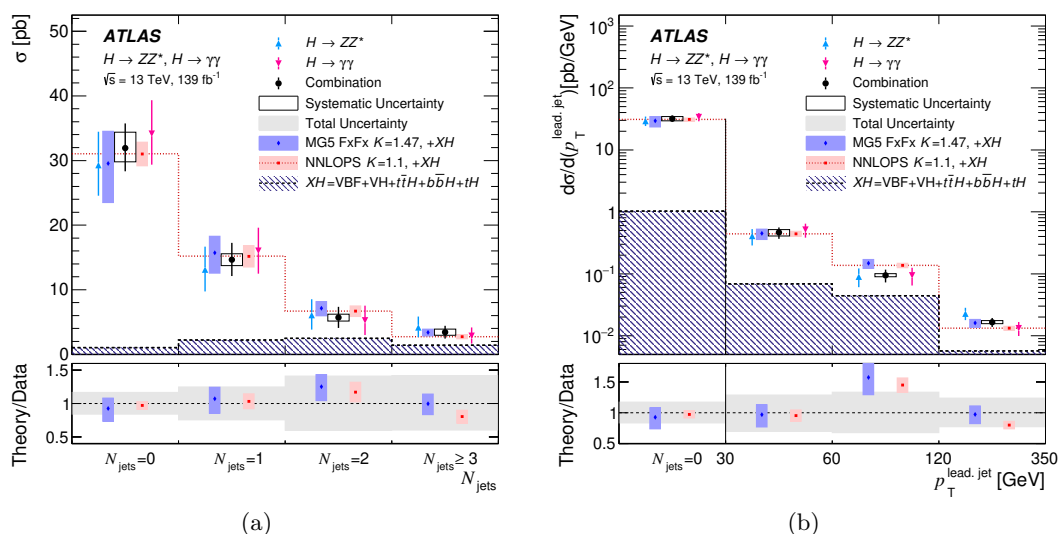 σ [pb]
50
40
30
20
10
0
ATLAS
H → ZZ*, H → γγ
√s = 13 TeV, 139 fb⁻¹
H → ZZ*
H → γγ
Combination
Systematic Uncertainty
Total Uncertainty
MG5 FxFx K=1.47, +XH
NNLOPS K=1.1, +XH
XH=VBF+VH+tt̄H+bb̄H+tH
Theory/Data
1.5
1
0.5
N_jets=0 N_jets=1 N_jets=2 N_jets≥ 3
N_jets
(a)
dσ/d(p_T^lead. jet)[pb/GeV]
10³
10²
10
1
10⁻¹
10⁻²
ATLAS
H → ZZ*, H → γγ
√s = 13 TeV, 139 fb⁻¹
H → ZZ*
H → γγ
Combination
Systematic Uncertainty
Total Uncertainty
MG5 FxFx K=1.47, +XH
NNLOPS K=1.1, +XH
XH=VBF+VH+tt̄H+bb̄H+tH
Theory/Data
1.5
1
0.5
N_jets=0 30 60 120 350
p_T^lead. jet [GeV]
(b)